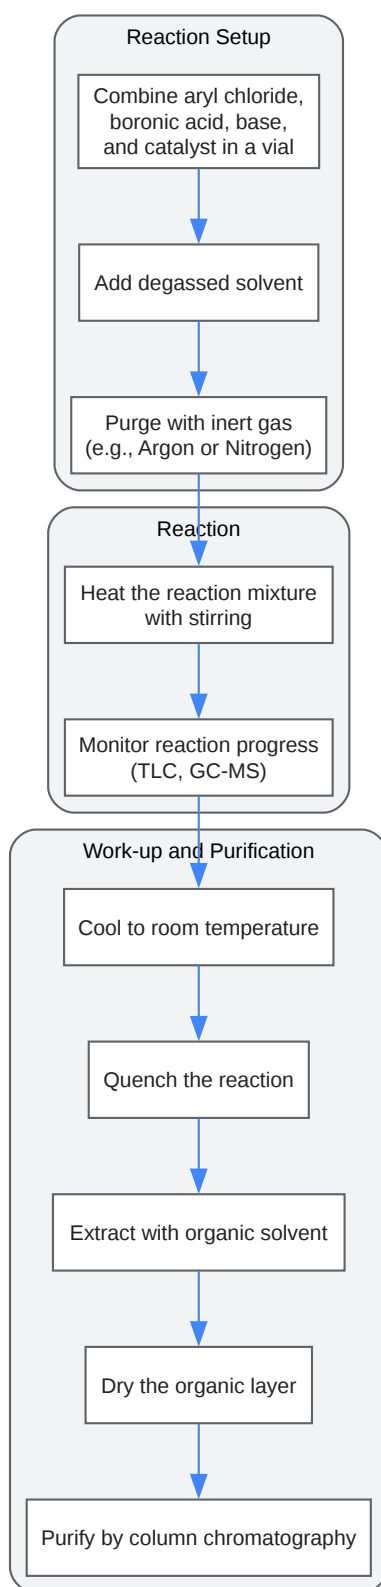 Reaction Setup
Combine aryl chloride,
boronic acid, base,
and catalyst in a vial
Add degassed solvent
Purge with inert gas
(e.g., Argon or Nitrogen)
Reaction
Heat the reaction mixture
with stirring
Monitor reaction progress
(TLC, GC-MS)
Work-up and Purification
Cool to room temperature
Quench the reaction
Extract with organic solvent
Dry the organic layer
Purify by column chromatography